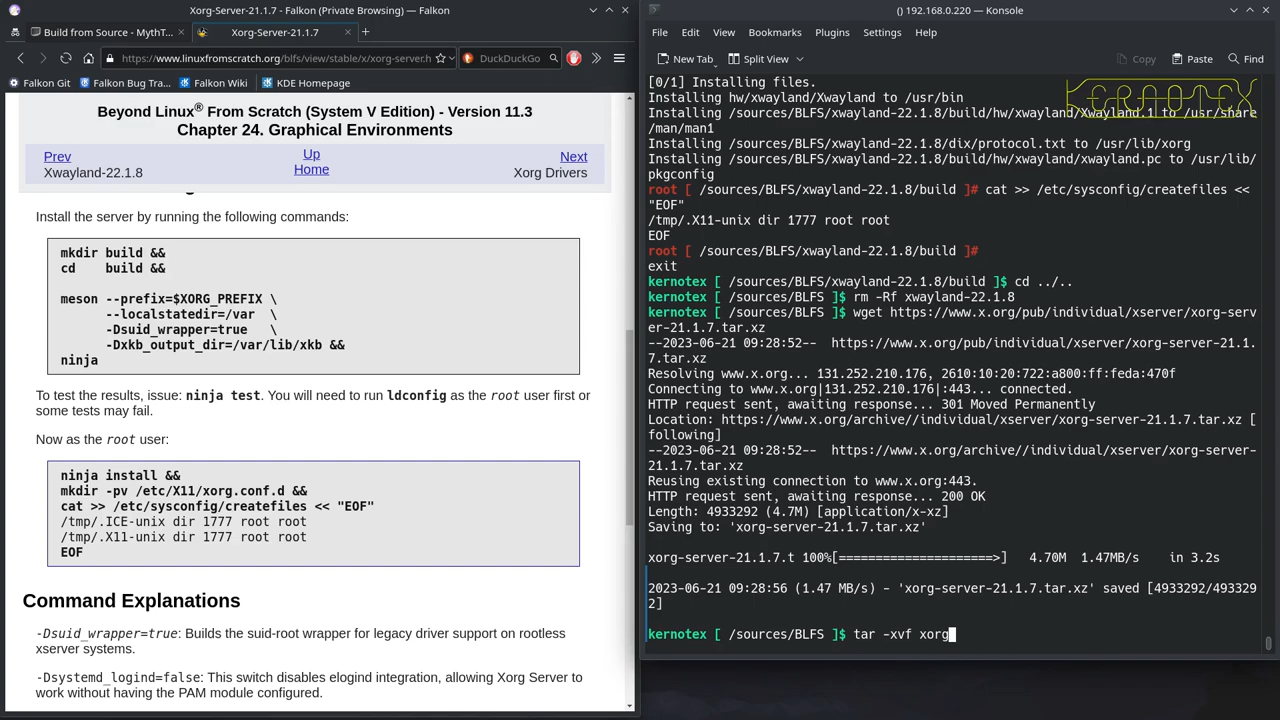 Xorg-Server-21.1.7 - Falkon (Private Browsing) — Falkon
Build from Source - MythT...
Xorg-Server-21.1.7
https://www.linuxfromscratch.org/blfs/view/stable/x/xorg-server.h
DuckDuckGo
Falkon Git
Falkon Bug Tra...
Falkon Wiki
KDE Homepage
Beyond Linux® From Scratch (System V Edition) - Version 11.3
Chapter 24. Graphical Environments
Prev
Up
Next
Xwayland-22.1.8
Home
Xorg Drivers
Install the server by running the following commands:
mkdir build &&
cd    build &&
meson --prefix=$XORG_PREFIX \
--localstatedir=/var  \
-Dsuid_wrapper=true   \
-Dxkb_output_dir=/var/lib/xkb &&
ninja
To test the results, issue: ninja test. You will need to run ldconfig as the root user first or
some tests may fail.
Now as the root user:
ninja install &&
mkdir -pv /etc/X11/xorg.conf.d &&
cat >> /etc/sysconfig/createfiles << "EOF"
/tmp/.ICE-unix dir 1777 root root
/tmp/.X11-unix dir 1777 root root
EOF
Command Explanations
-Dsuid_wrapper=true: Builds the suid-root wrapper for legacy driver support on rootless
xserver systems.
-Dsystemd_logind=false: This switch disables elogind integration, allowing Xorg Server to
work without having the PAM module configured.
() 192.168.0.220 — Konsole
File Edit View Bookmarks Plugins Settings Help
New Tab
Split View
Copy
Paste
Find
KERNOTEX
[0/1] Installing files.
Installing hw/xwayland/Xwayland to /usr/bin
Installing /sources/BLFS/xwayland-22.1.8/build/hw/xwayland/Xwayland.1 to /usr/share
/man/man1
Installing /sources/BLFS/xwayland-22.1.8/dix/protocol.txt to /usr/lib/xorg
Installing /sources/BLFS/xwayland-22.1.8/build/hw/xwayland/xwayland.pc to /usr/lib/
pkgconfig
root [ /sources/BLFS/xwayland-22.1.8/build ]# cat >> /etc/sysconfig/createfiles <<
"EOF"
/tmp/.X11-unix dir 1777 root root
EOF
root [ /sources/BLFS/xwayland-22.1.8/build ]#
exit
kernotex [ /sources/BLFS/xwayland-22.1.8/build ]$ cd ../..
kernotex [ /sources/BLFS ]$ rm -Rf xwayland-22.1.8
kernotex [ /sources/BLFS ]$ wget https://www.x.org/pub/individual/xserver/xorg-serv
er-21.1.7.tar.xz
--2023-06-21 09:28:52--  https://www.x.org/pub/individual/xserver/xorg-server-21.1.
7.tar.xz
Resolving www.x.org... 131.252.210.176, 2610:10:20:722:a800:ff:feda:470f
Connecting to www.x.org|131.252.210.176|:443... connected.
HTTP request sent, awaiting response... 301 Moved Permanently
Location: https://www.x.org/archive//individual/xserver/xorg-server-21.1.7.tar.xz [
following]
--2023-06-21 09:28:52--  https://www.x.org/archive//individual/xserver/xorg-server-
21.1.7.tar.xz
Reusing existing connection to www.x.org:443.
HTTP request sent, awaiting response... 200 OK
Length: 4933292 (4.7M) [application/x-xz]
Saving to: 'xorg-server-21.1.7.tar.xz'
xorg-server-21.1.7.t 100%[=====================>]   4.70M  1.47MB/s    in 3.2s
2023-06-21 09:28:56 (1.47 MB/s) - 'xorg-server-21.1.7.tar.xz' saved [4933292/493329
2]
kernotex [ /sources/BLFS ]$ tar -xvf xorg